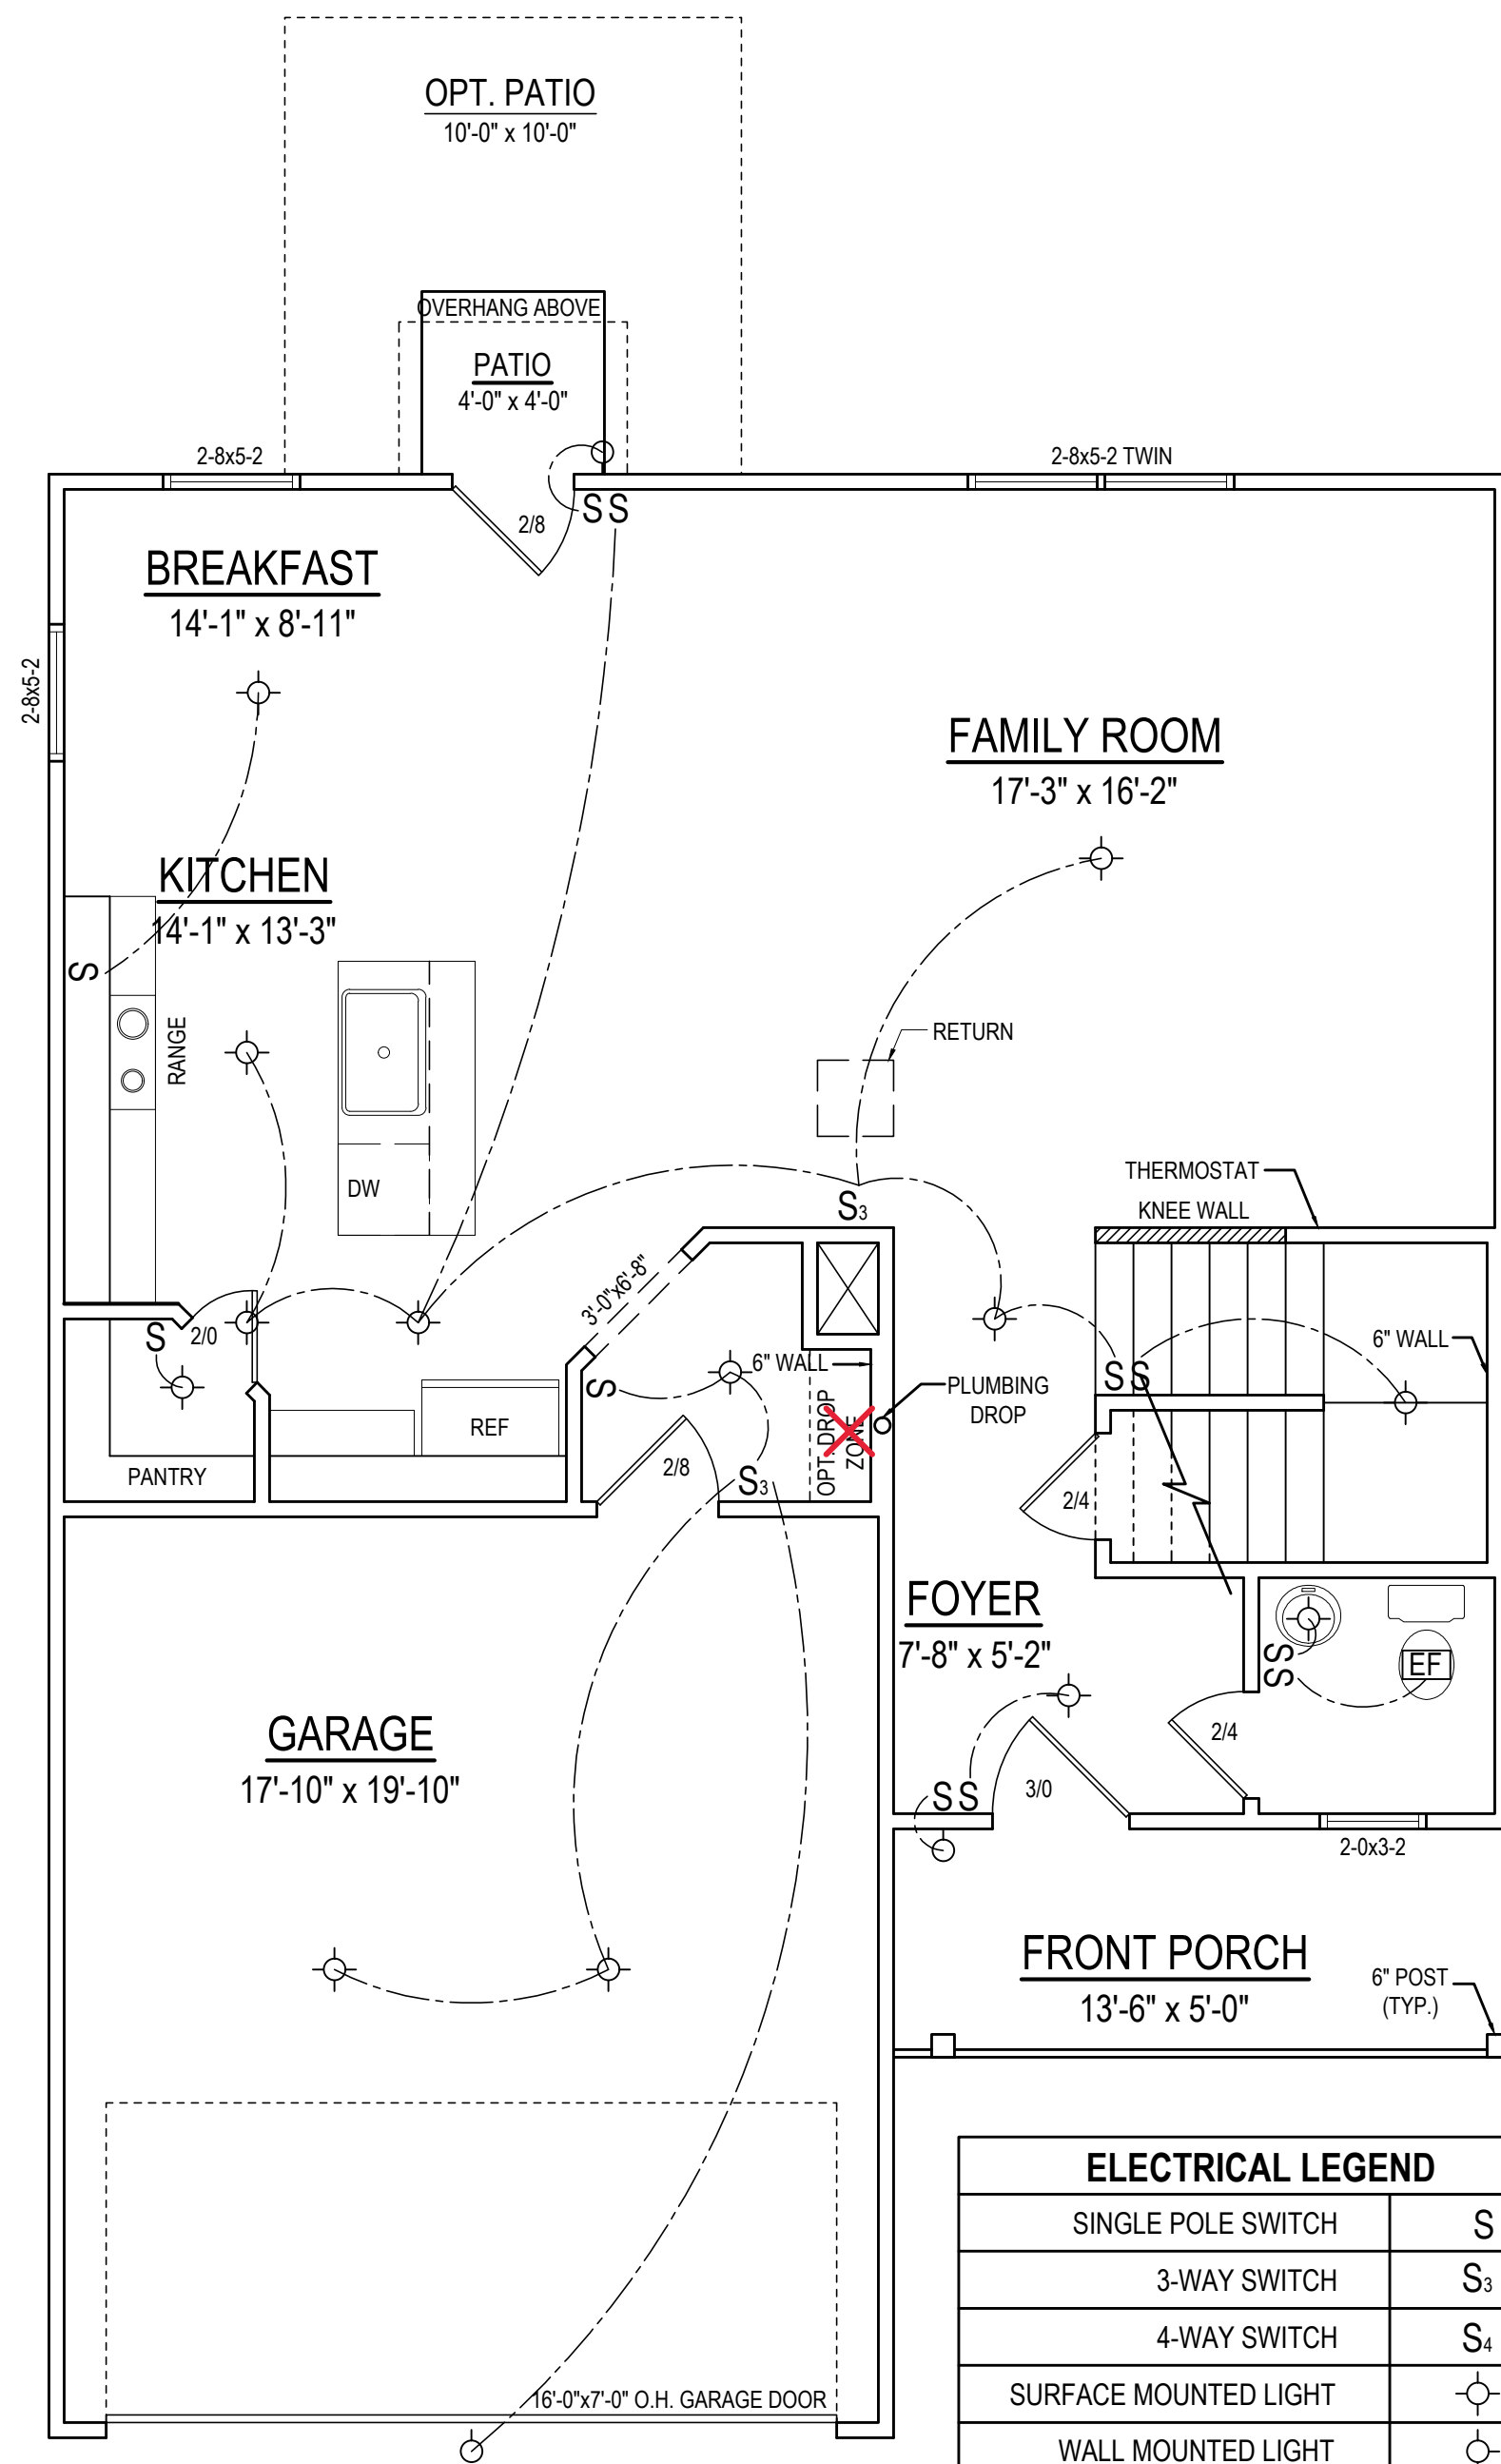 OPT. PATIO
10'-0" x 10'-0"
OVERHANG ABOVE
PATIO
4'-0" x 4'-0"
2-8x5-2
2-8x5-2 TWIN
SS
2/8
BREAKFAST
14'-1" x 8'-11"
2-8x5-2
FAMILY ROOM
17'-3" x 16'-2"
KITCHEN
14'-1" x 13'-3"
S
RANGE
RETURN
DW
THERMOSTAT
KNEE WALL
S3
3'-0"x6'-8"
S
2/0
6" WALL
6" WALL
SS
S
PLUMBING
DROP
OPT. DROP
ZONE
REF
PANTRY
2/8
S3
2/4
FOYER
7'-8" x 5'-2"
S
S
EF
GARAGE
17'-10" x 19'-10"
2/4
SS
3/0
2-0x3-2
FRONT PORCH
13'-6" x 5'-0"
6" POST
(TYP.)
ELECTRICAL LEGEND
SINGLE POLE SWITCH S
3-WAY SWITCH S3
4-WAY SWITCH S4
SURFACE MOUNTED LIGHT
WALL MOUNTED LIGHT
16'-0"x7'-0" O.H. GARAGE DOOR